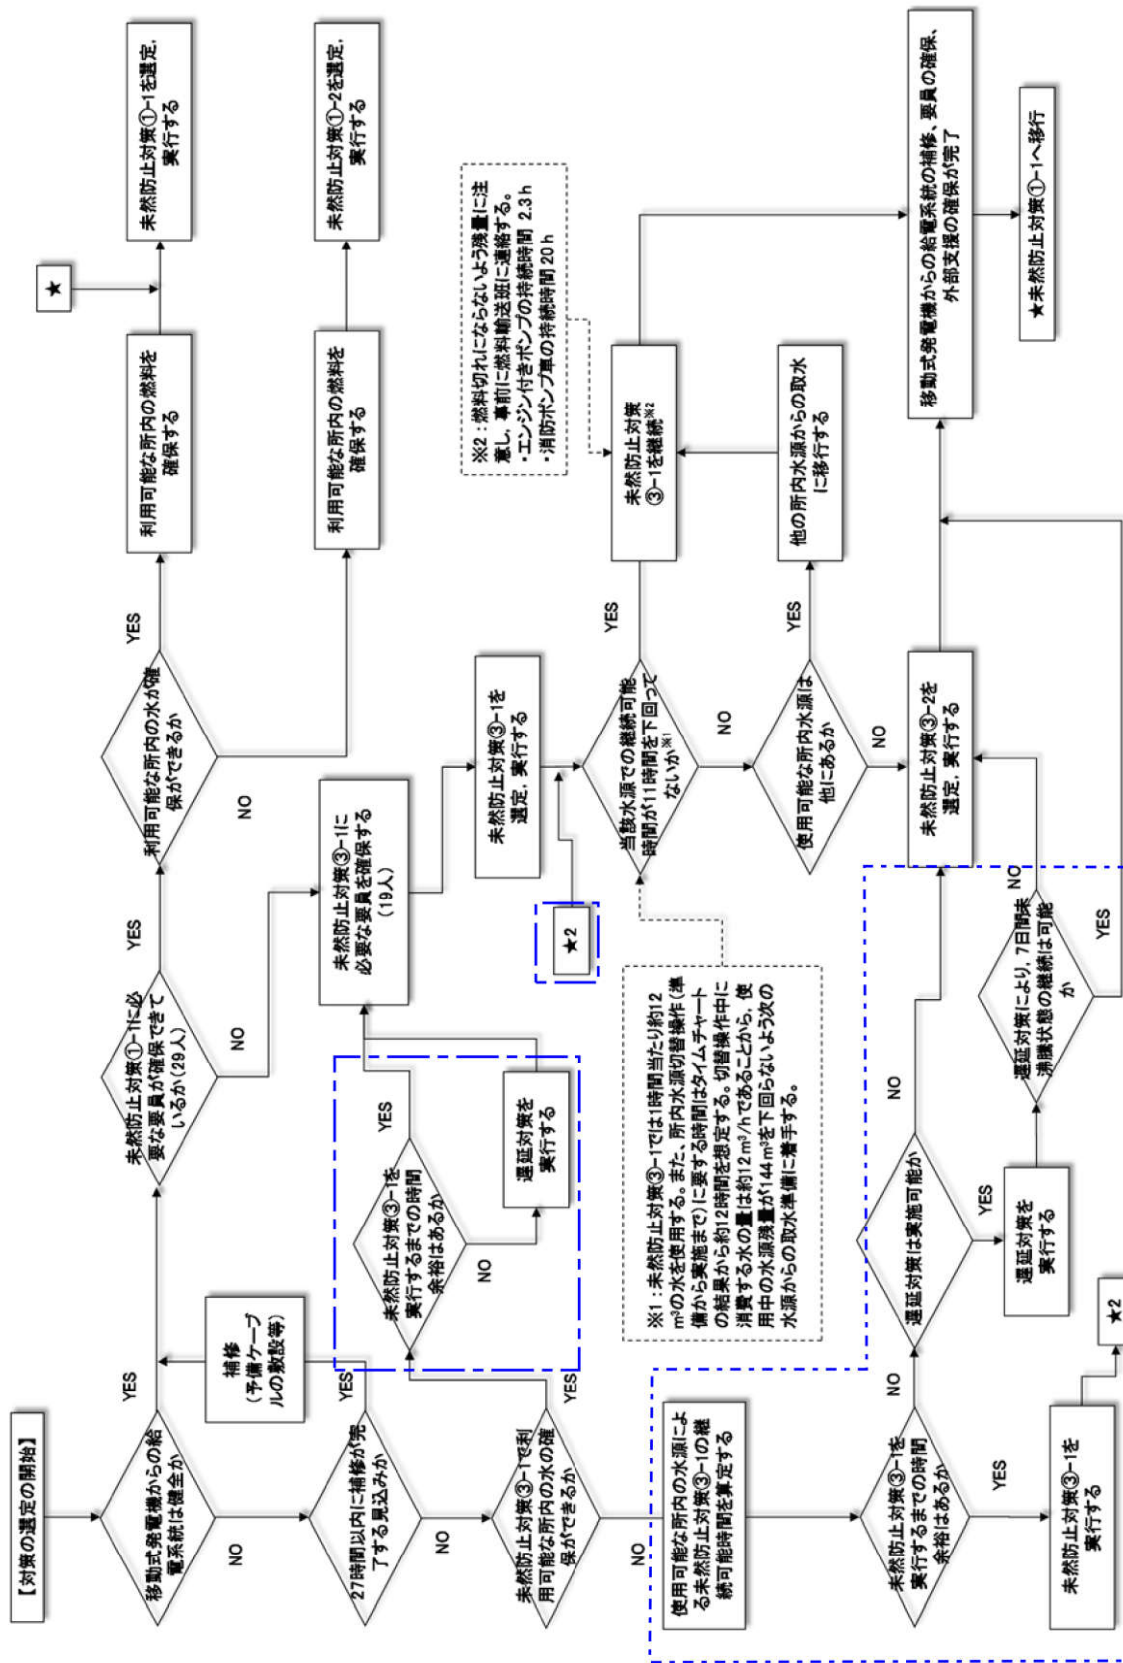 【対策の選定の開始】
移動式発電機からの給
電系統は健全か
YES
NO
補修
(予備ケーブ
ルの敷設等)
27時間以内に補修が完
了する見込みか
YES
NO
未然防止対策③-1で利
用可能な所内の水の確
保ができるか
YES
NO
使用可能な所内の水源によ
る未然防止対策③-1の継
続可能時間を算定する
未然防止対策③-1を
実行するまでの時間
余裕はあるか
NO
YES
未然防止対策③-1を
実行する
★2
未然防止対策①-1に必
要な要員が確保できて
いるか(29人)
YES
NO
未然防止対策③-1を
実行するまでの時間
余裕はあるか
YES
NO
遅延対策を
実行する
遅延対策は実施可能か
NO
YES
遅延対策を
実行する
利用可能な所内の水が確
保ができるか
YES
NO
未然防止対策③-1に
必要な要員を確保する
(19人)
★2
※1:未然防止対策③-1では1時間当たり約12
m³の水を使用する。また、所内水源切替操作(準
備から実施まで)に要する時間はタイムチャート
の結果から約12時間を想定する。切替操作中に
消費する水の量は約12m³/hであることから、使
用中の水源残量が144m³を下回らないよう次の
水源からの取水準備に着手する。
遅延対策により,7日間未
沸騰状態の継続は可能
か
NO
YES
未然防止対策③-1を
選定,実行する
当該水源での継続可能
時間が11時間を下回って
ないか※1
YES
NO
使用可能な所内水源は
他にあるか
YES
NO
未然防止対策③-2を
選定,実行する
利用可能な所内の燃料を
確保する
利用可能な所内の燃料を
確保する
★
未然防止対策①-1を選定,
実行する
未然防止対策①-2を選定,
実行する
※2:燃料切れにならないよう残量に注
意し,事前に燃料輸送班に連絡する。
・エンジン付きポンプの持続時間 2.3h
・消防ポンプ車の持続時間20h
未然防止対策
③-1を継続※2
他の所内水源からの取水
に移行する
移動式発電機からの給電系統の補修、要員の確保、
外部支援の確保が完了
★未然防止対策①-1へ移行